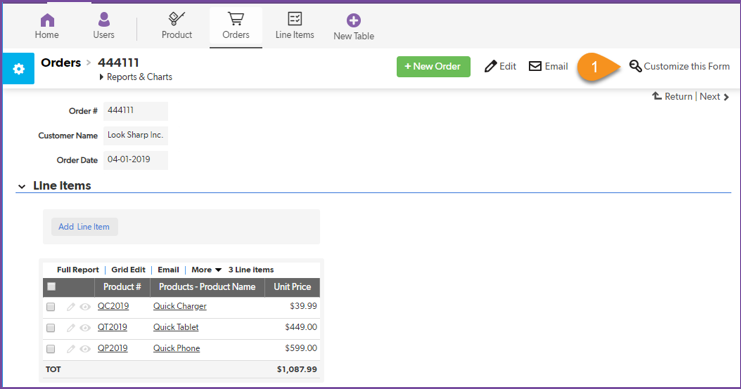 Home Users Product Orders Line Items New Table
Orders > 444111
Reports & Charts
+ New Order Edit Email 1 Customize this Form
Return | Next
Order # 444111
Customer Name Look Sharp Inc.
Order Date 04-01-2019
Line Items
Add Line Item
Full Report | Grid Edit | Email | More 3 Line items
Product # Products - Product Name Unit Price
QC2019 Quick Charger $39.99
QT2019 Quick Tablet $449.00
QP2019 Quick Phone $599.00
TOT $1,087.99